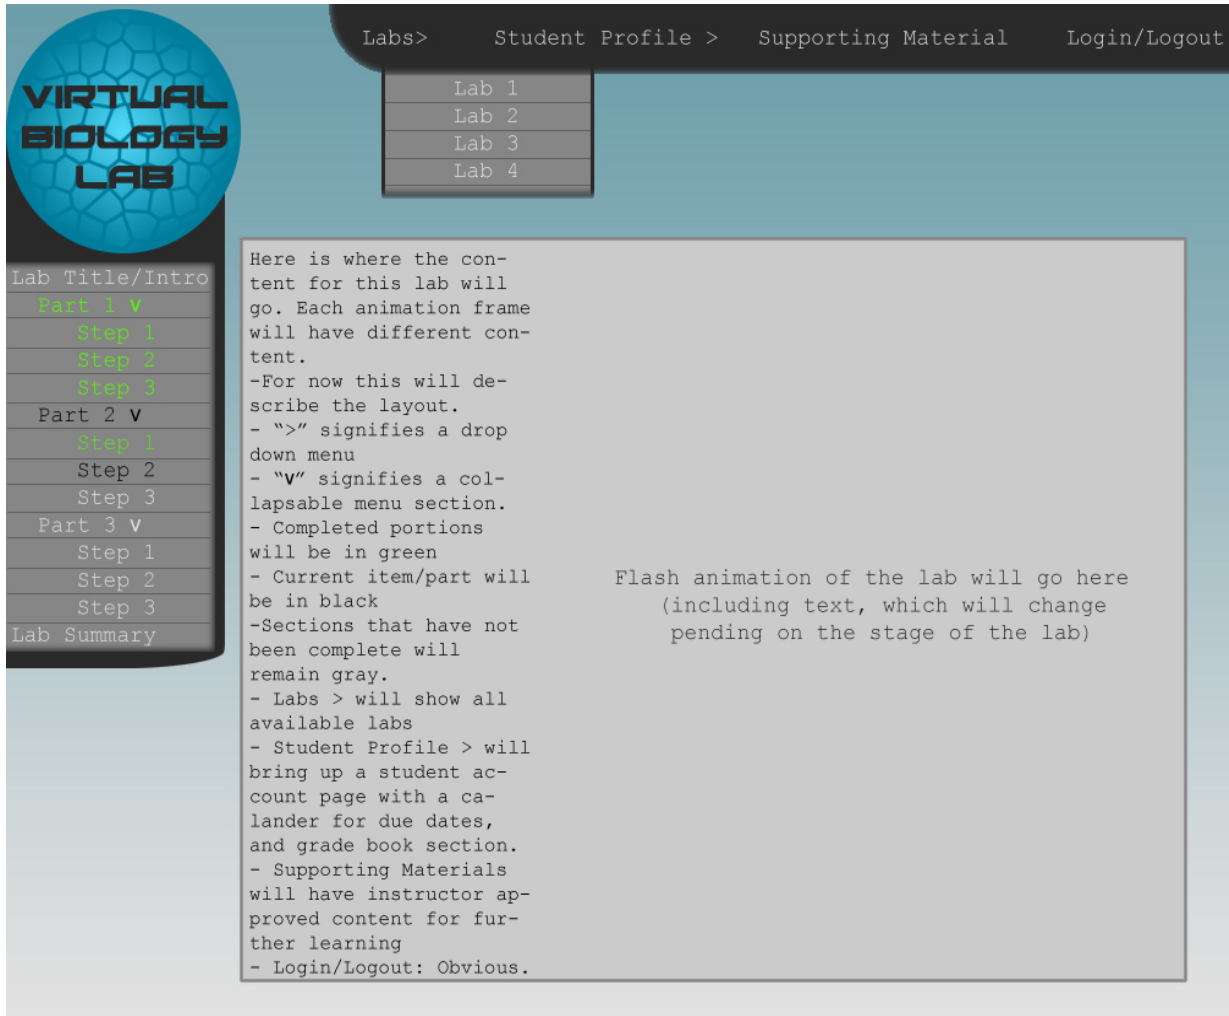 Labs> Student Profile > Supporting Material Login/Logout
VIRTUAL
BIOLOGY
LAB
Lab 1
Lab 2
Lab 3
Lab 4
Lab Title/Intro
Part 1 v
Step 1
Step 2
Step 3
Part 2 v
Step 1
Step 2
Step 3
Part 3 v
Step 1
Step 2
Step 3
Lab Summary
Here is where the con-
tent for this lab will
go. Each animation frame
will have different con-
tent.
-For now this will de-
scribe the layout.
- “>” signifies a drop
down menu
- “v” signifies a col-
lapsable menu section.
- Completed portions
will be in green
- Current item/part will
be in black
-Sections that have not
been complete will
remain gray.
- Labs > will show all
available labs
- Student Profile > will
bring up a student ac-
count page with a ca-
lander for due dates,
and grade book section.
- Supporting Materials
will have instructor ap-
proved content for fur-
ther learning
- Login/Logout: Obvious.
Flash animation of the lab will go here
(including text, which will change
pending on the stage of the lab)